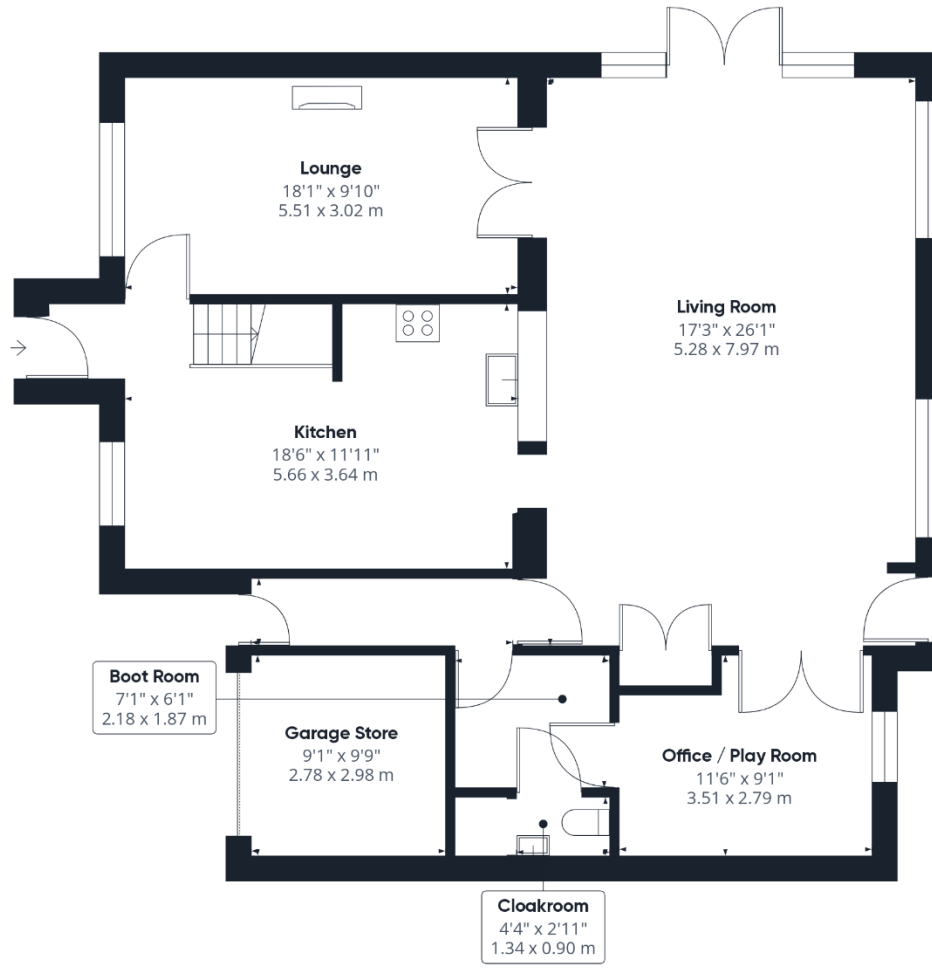 Lounge
18'1" x 9'10"
5.51 x 3.02 m
Living Room
17'3" x 26'1"
5.28 x 7.97 m
Kitchen
18'6" x 11'11"
5.66 x 3.64 m
Boot Room
7'1" x 6'1"
2.18 x 1.87 m
Garage Store
9'1" x 9'9"
2.78 x 2.98 m
Office / Play Room
11'6" x 9'1"
3.51 x 2.79 m
Cloakroom
4'4" x 2'11"
1.34 x 0.90 m